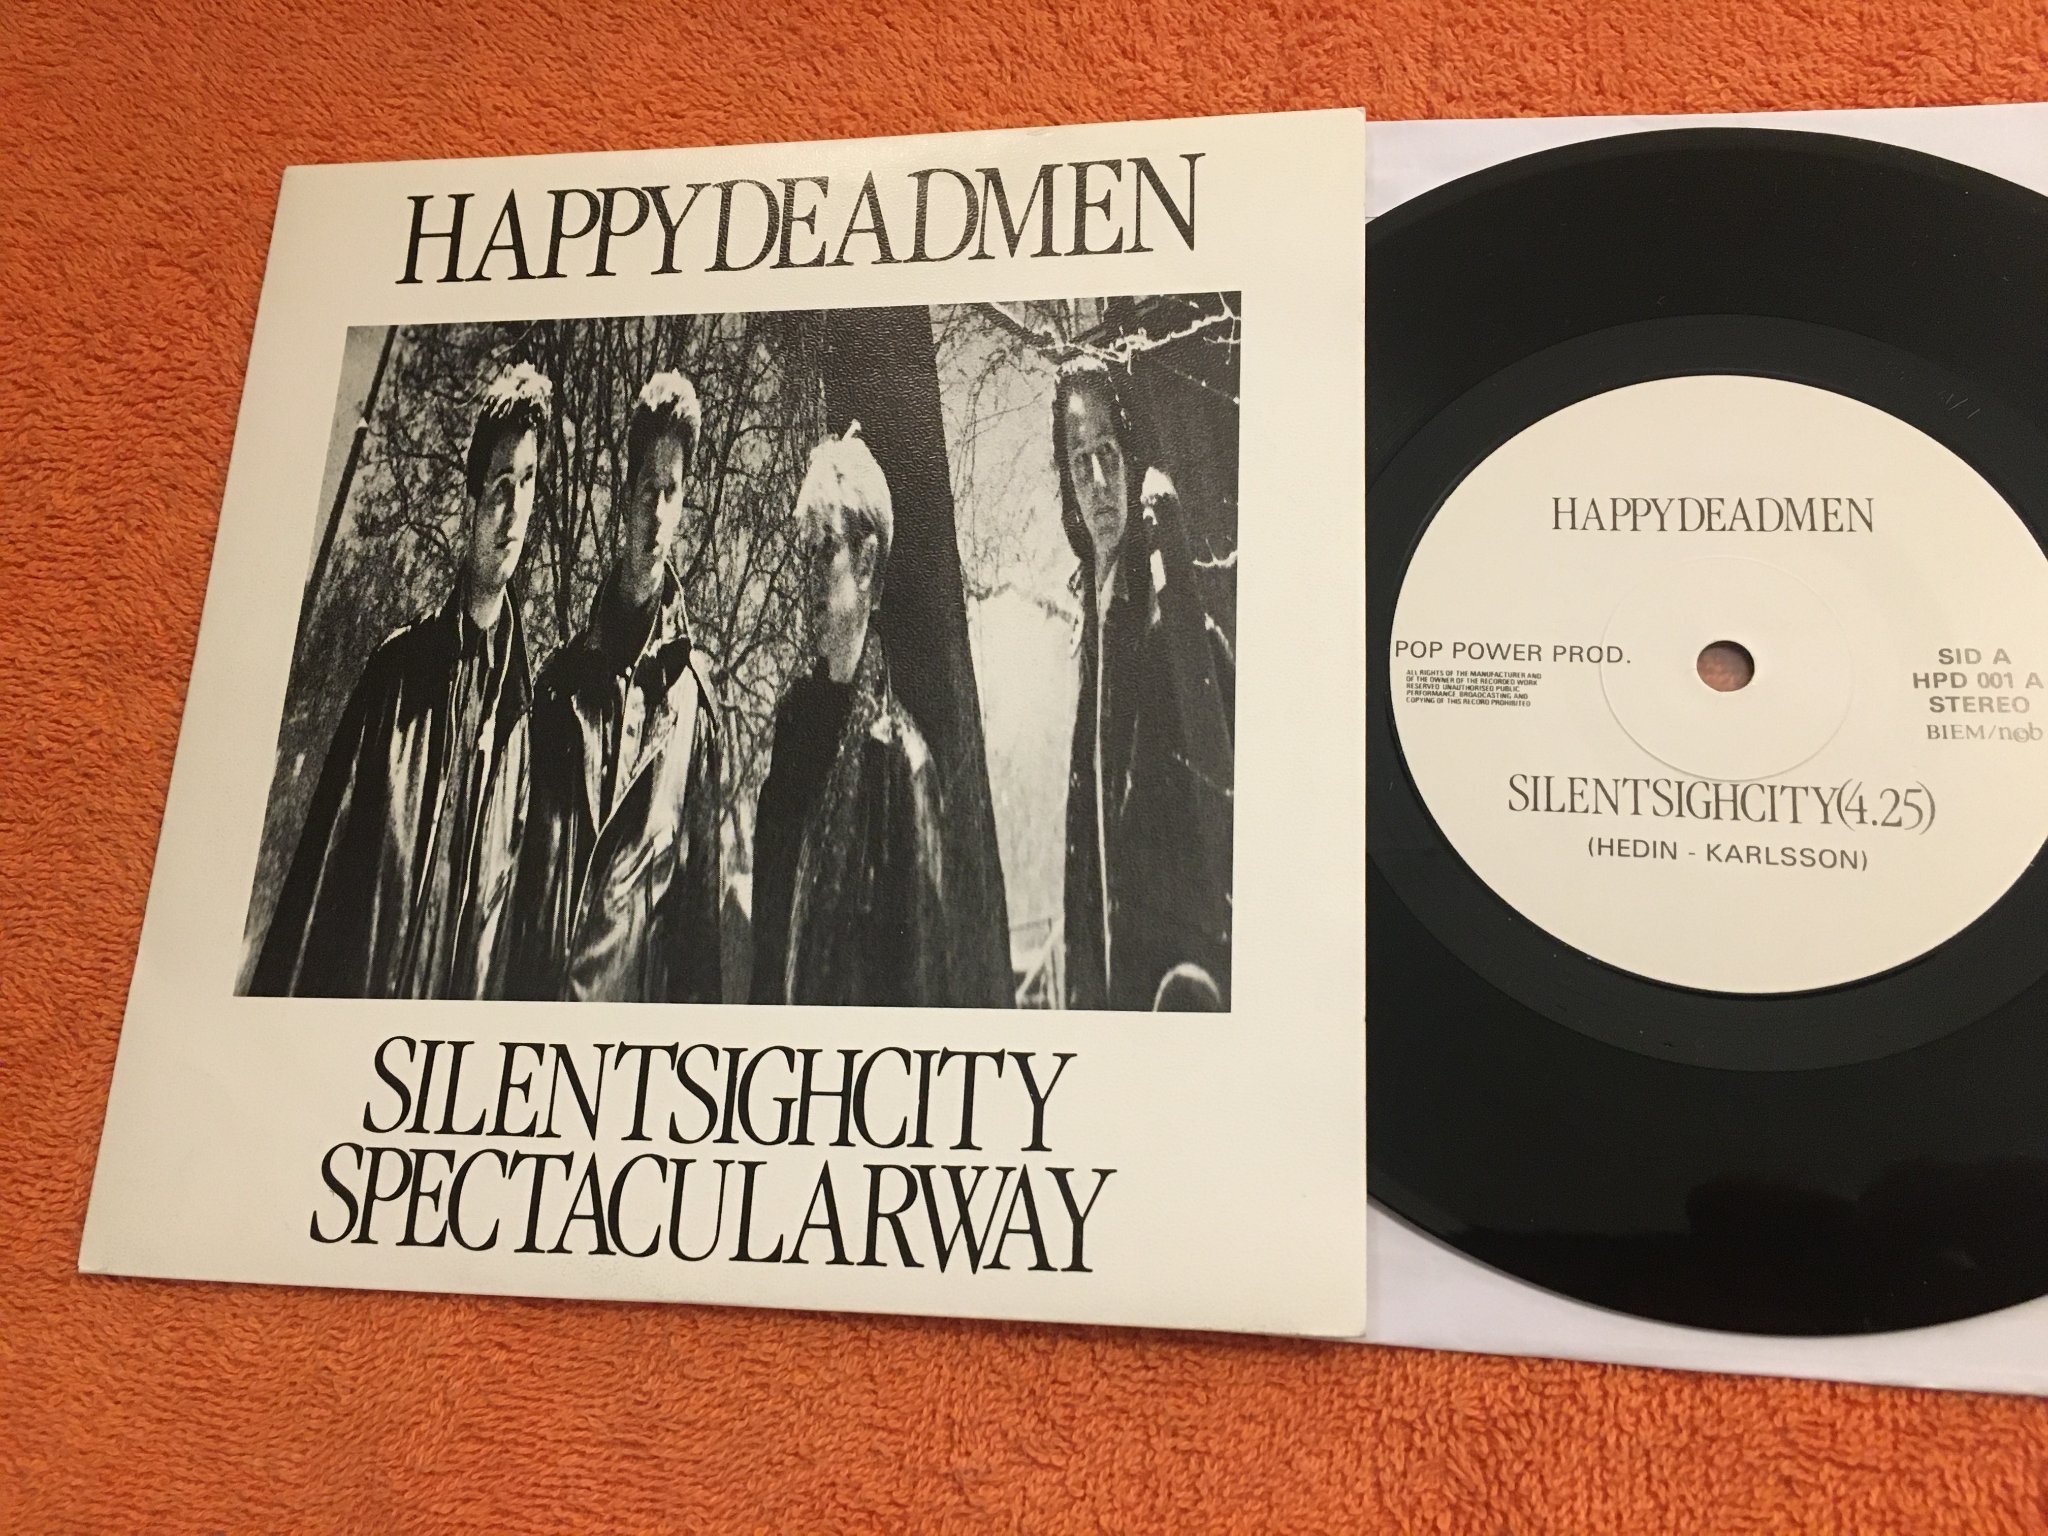 HAPPYDEADMEN
SILENTSIGHCITY
SPECTACULARWAY
HAPPYDEADMEN
POP POWER PROD.
ALL RIGHTS OF THE MANUFACTURER AND
OF THE OWNER OF THE RECORDED WORK
RESERVED UNAUTHORISED PUBLIC
PERFORMANCE BROADCASTING AND
COPYING OF THIS RECORD PROHIBITED
SID A
HPD 001 A
STEREO
BIEM/ncb
SILENTSIGHCITY(4.25)
(HEDIN - KARLSSON)